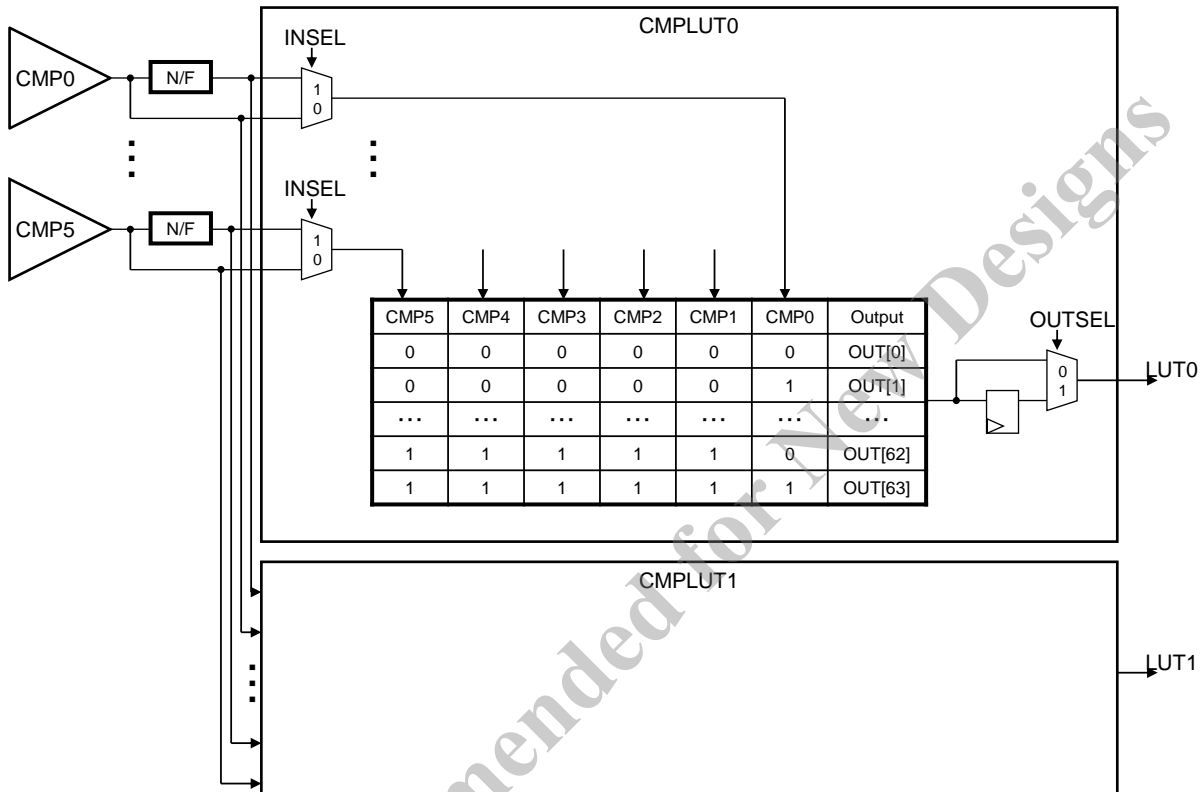 CMPLUT0
INSEL
CMP0
N/F
1
0
INSEL
CMP5
N/F
1
0
CMP5 CMP4 CMP3 CMP2 CMP1 CMP0 Output
0 0 0 0 0 0 OUT[0]
0 0 0 0 0 1 OUT[1]
... ... ... ... ... ... ...
1 1 1 1 1 0 OUT[62]
1 1 1 1 1 1 OUT[63]
OUTSEL
0
1
LUT0
CMPLUT1
LUT1
mended for New Designs